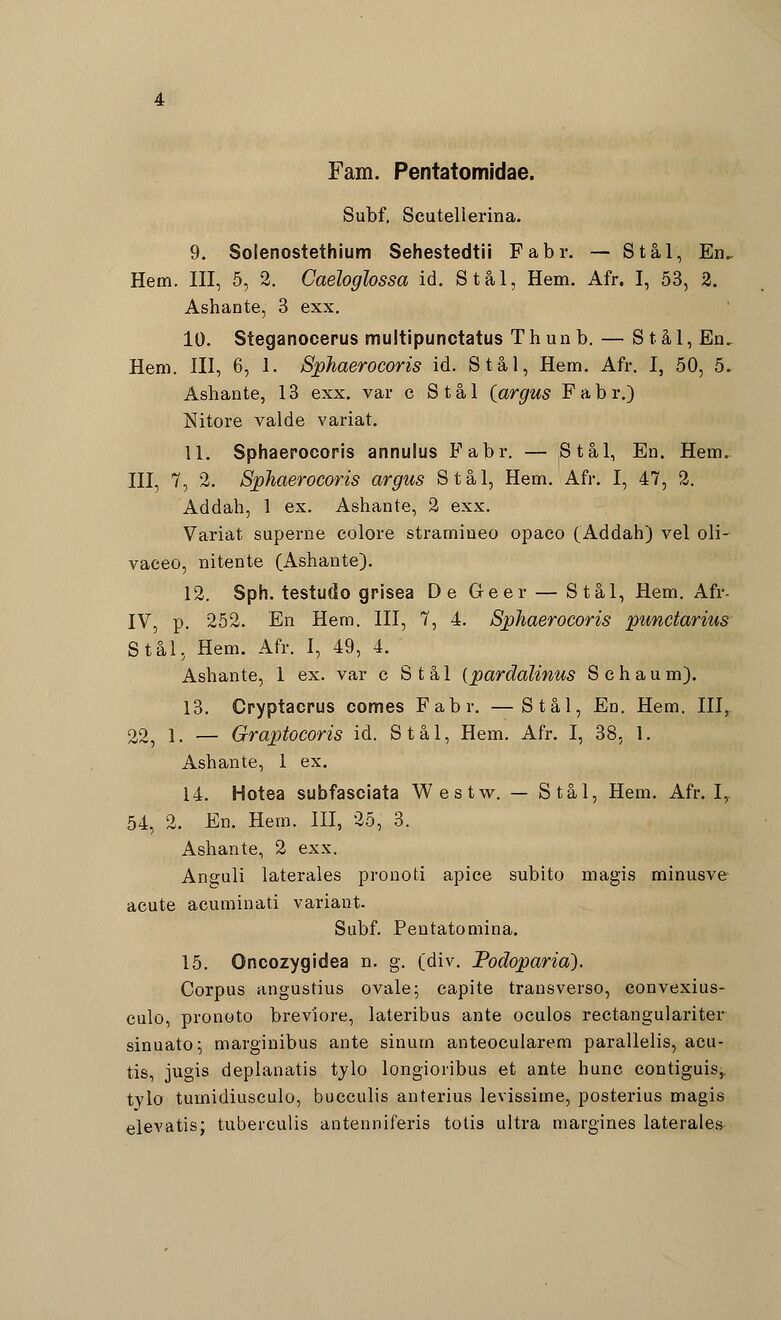 4
Fam. Pentatomidae.
Subf. Scutellerina.
9. Solenostethium Sehestedtii Fabr. — Stål, En.
Hem. III, 5, 2. Caeloglossa id. Stål, Hem. Afr. I, 53, 2.
Ashante, 3 exx.
10. Steganocerus multipunctatus Thunb. — Stål, En.
Hem. III, 6, 1. Sphaerocoris id. Stål, Hem. Afr. I, 50, 5.
Ashante, 13 exx. var c Stål (argus Fabr.)
Nitore valde variat.
11. Sphaerocoris annulus Fabr. — Stål, En. Hem.
III, 7, 2. Sphaerocoris argus Stål, Hem. Afr. I, 47, 2.
Addah, 1 ex. Ashante, 2 exx.
Variat superne colore stramineo opaco (Addah) vel oli-
vaceo, nitente (Ashante).
12. Sph. testudo grisea De Geer — Stål, Hem. Afr.
IV, p. 252. En Hem. III, 7, 4. Sphaerocoris punctarius
Stål, Hem. Afr. I, 49, 4.
Ashante, 1 ex. var c Stål (pardalinus Schaum).
13. Cryptacrus comes Fabr. — Stål, En. Hem. III,
22, 1. — Graptocoris id. Stål, Hem. Afr. I, 38, 1.
Ashante, 1 ex.
14. Hotea subfasciata Westw. — Stål, Hem. Afr. I,
54, 2. En. Hem. III, 25, 3.
Ashante, 2 exx.
Anguli laterales pronoti apice subito magis minusve
acute acuminati variant.
Subf. Pentatomina.
15. Oncozygidea n. g. (div. Podoparia).
Corpus angustius ovale; capite transverso, convexius-
culo, pronoto breviore, lateribus ante oculos rectangulariter
sinuato; marginibus ante sinum anteocularem parallelis, acu-
tis, jugis deplanatis tylo longioribus et ante hunc contiguis,
tylo tumidiusculo, bucculis anterius levissime, posterius magis
elevatis; tuberculis antenniferis totis ultra margines laterales